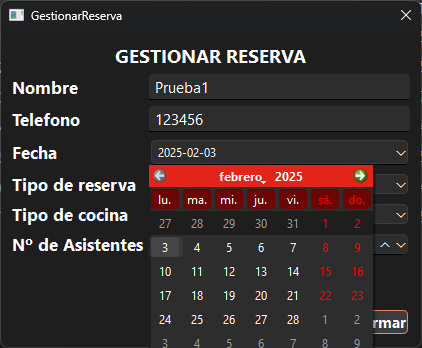 GestionarReserva
GESTIONAR RESERVA
Nombre Prueba1
Telefono 123456
Fecha 2025-02-03
febrero, 2025
Tipo de reserva
lu. ma. mi. ju. vi. sá. do.
Tipo de cocina
27 28 29 30 31 1 2
Nº de Asistentes
3 4 5 6 7 8 9
10 11 12 13 14 15 16
17 18 19 20 21 22 23
24 25 26 27 28 1 2
rmar
3 4 5 6 7 8 9